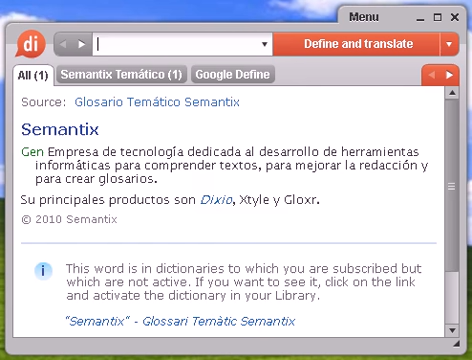 Menu
di
Define and translate
All (1)
Semantix Temático (1)
Google Define
Source: Glosario Temático Semantix
Semantix
Gen Empresa de tecnología dedicada al desarrollo de herramientas
informáticas para comprender textos, para mejorar la redacción y
para crear glosarios.
Su principales producto​s son Dixio, Xtyle y Gloxr.
© 2010 Semantix
i
This word is in dictionaries to which you are subscribed but
which are not active. If you want to see it, click on the link
and activate the dictionary in your Library.
"Semantix" - Glossari Temàtic Semantix